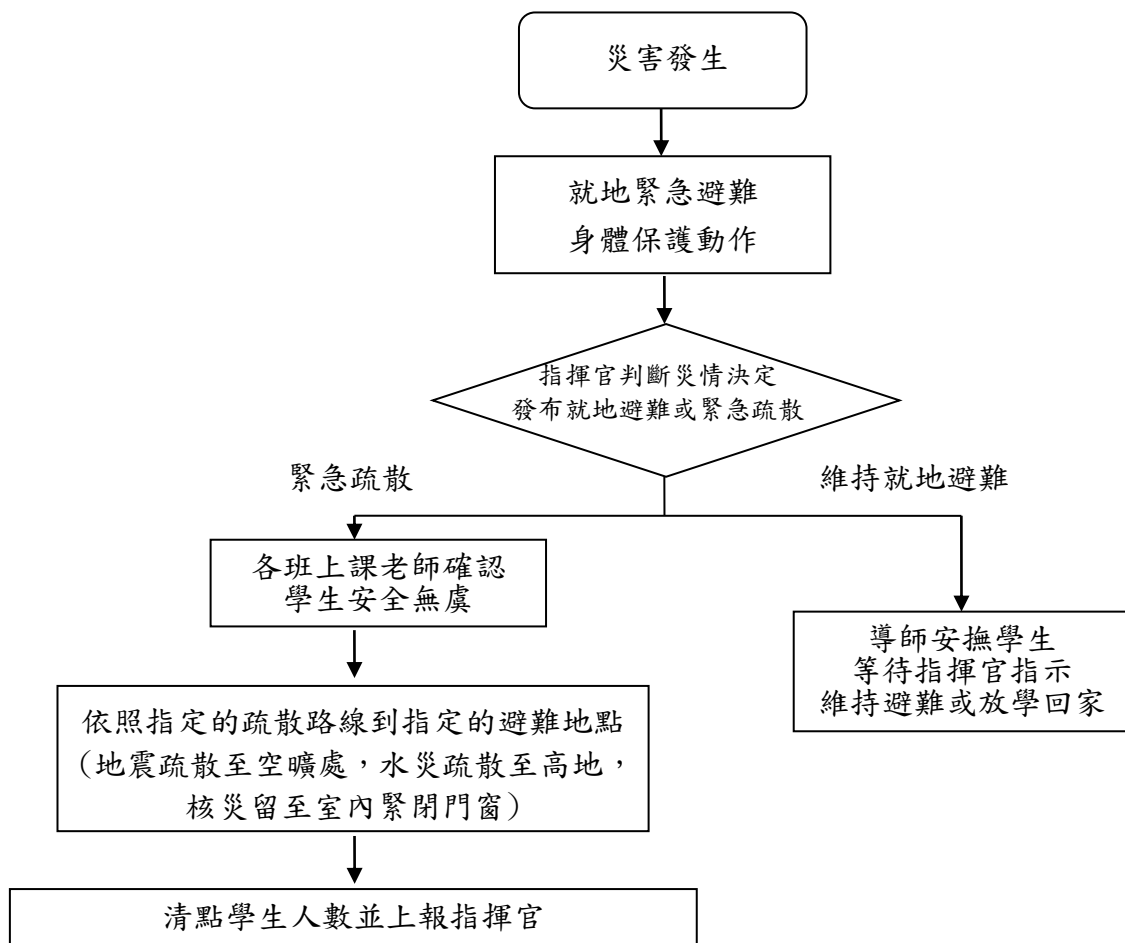 災害發生
就地緊急避難
身體保護動作
指揮官判斷災情決定
發布就地避難或緊急疏散
緊急疏散
維持就地避難
各班上課老師確認
學生安全無虞
導師安撫學生
等待指揮官指示
維持避難或放學回家
依照指定的疏散路線到指定的避難地點
（地震疏散至空曠處，水災疏散至高地，
核災留至室內緊閉門窗）
清點學生人數並上報指揮官